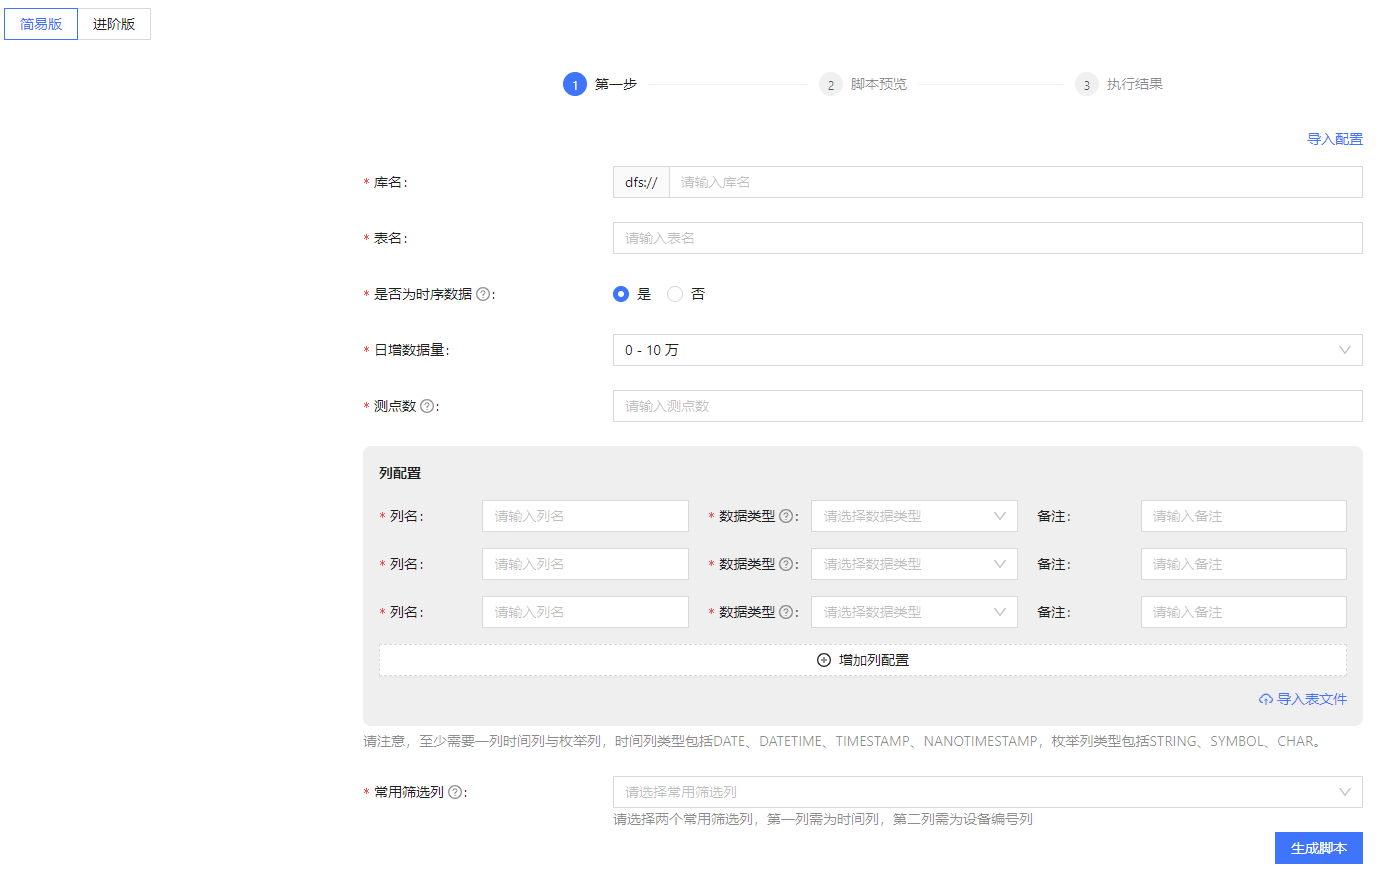 简易版 进阶版
1 第一步 2 脚本预览 3 执行结果
导入配置
* 库名: dfs:// 请输入库名
* 表名: 请输入表名
* 是否为时序数据 ? : 是 否
* 日增数据量: 0 - 10 万
* 测点数 ? : 请输入测点数
列配置
* 列名: 请输入列名 * 数据类型 ? : 请选择数据类型 备注: 请输入备注
* 列名: 请输入列名 * 数据类型 ? : 请选择数据类型 备注: 请输入备注
* 列名: 请输入列名 * 数据类型 ? : 请选择数据类型 备注: 请输入备注
增加列配置
导入表文件
请注意，至少需要一列时间列与枚举列，时间列类型包括DATE、DATETIME、TIMESTAMP、NANOTIMESTAMP，枚举列类型包括STRING、SYMBOL、CHAR。
* 常用筛选列 ? : 请选择常用筛选列
请选择两个常用筛选列，第一列需为时间列，第二列需为设备编号列
生成脚本